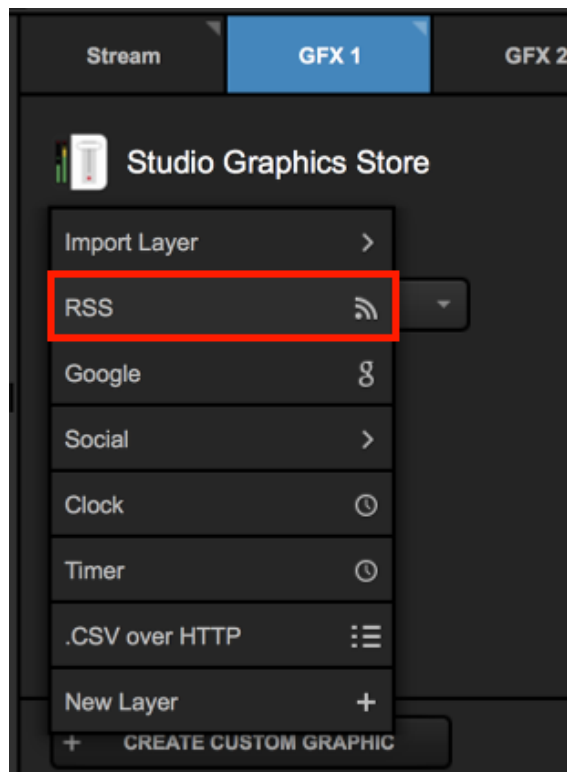 Stream
GFX 1
GFX 2
Studio Graphics Store
Import Layer
RSS
Google
Social
Clock
Timer
.CSV over HTTP
New Layer
+ CREATE CUSTOM GRAPHIC